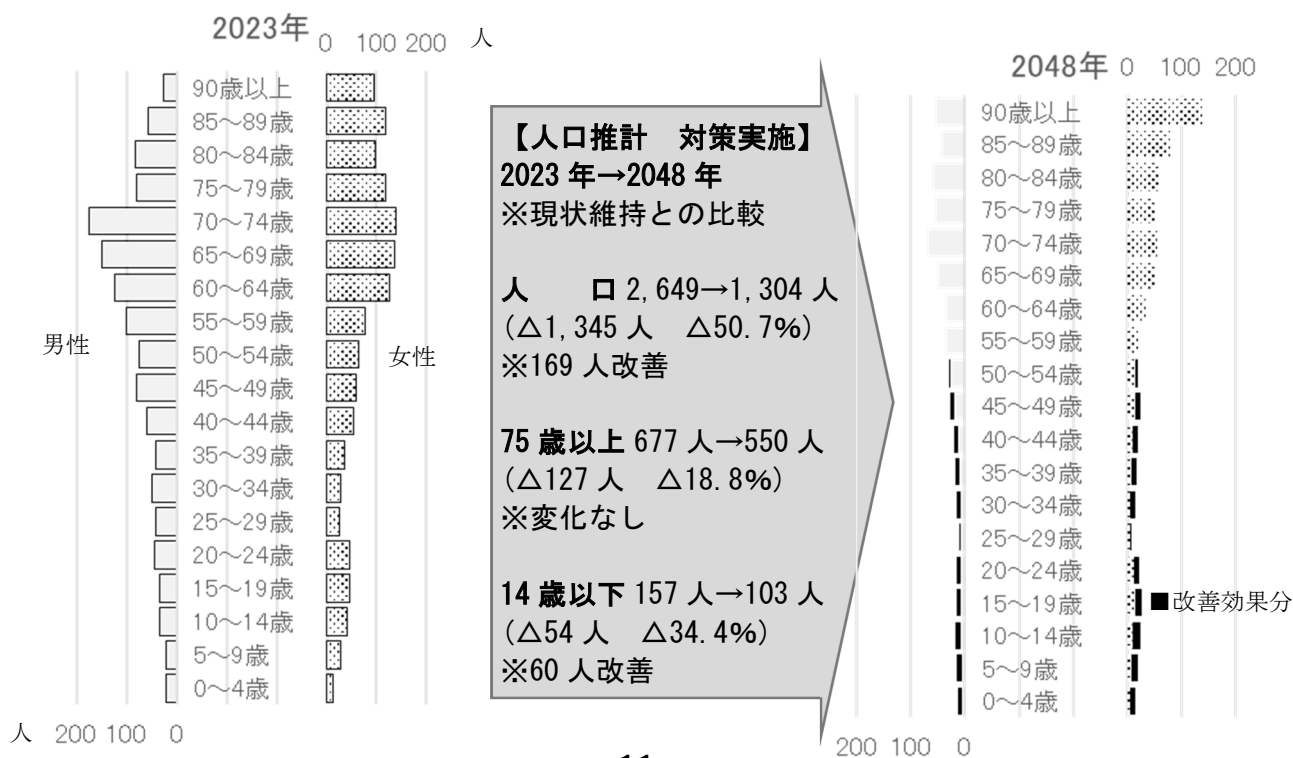 2023年
0 100 200 人
90歳以上
85～89歳
80～84歳
75～79歳
70～74歳
65～69歳
60～64歳
55～59歳
50～54歳
45～49歳
40～44歳
35～39歳
30～34歳
25～29歳
20～24歳
15～19歳
10～14歳
5～9歳
0～4歳
男性
女性
人 200 100 0
【人口推計 対策実施】
2023 年→2048 年
※現状維持との比較
人 口 2,649→1,304 人
(△1,345 人 △50.7%)
※169 人改善
75 歳以上 677 人→550 人
(△127 人 △18.8%)
※変化なし
14 歳以下 157 人→103 人
(△54 人 △34.4%)
※60 人改善
2048年 0 100 200
90歳以上
85～89歳
80～84歳
75～79歳
70～74歳
65～69歳
60～64歳
55～59歳
50～54歳
45～49歳
40～44歳
35～39歳
30～34歳
25～29歳
20～24歳
15～19歳
10～14歳
5～9歳
0～4歳
■改善効果分
200 100 0